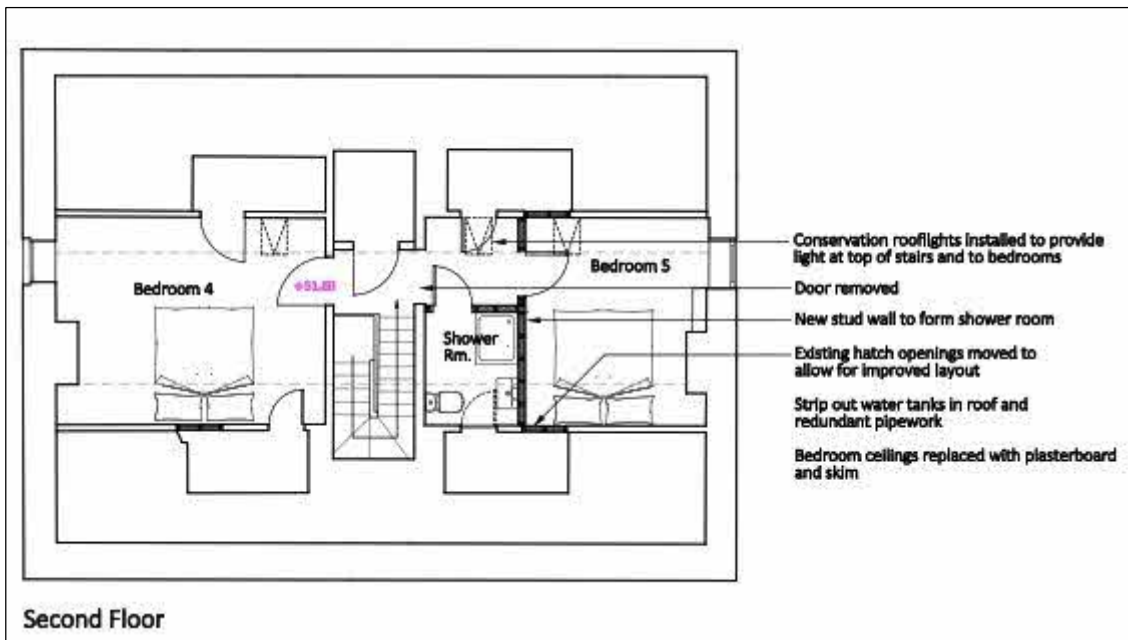 Conservation rooflights installed to provide
light at top of stairs and to bedrooms
Bedroom 5
Bedroom 4
Door removed
New stud wall to form shower room
Shower
Rm.
Existing hatch openings moved to
allow for improved layout
Strip out water tanks in roof and
redundant pipework
Bedroom ceilings replaced with plasterboard
and skim
Second Floor